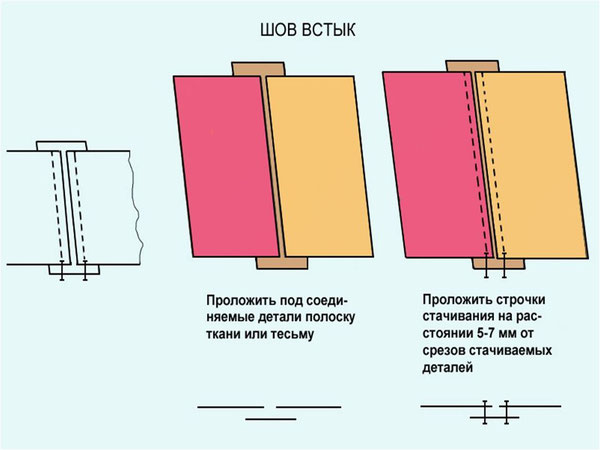 ШОВ ВСТЫК
Проложить под соеди-
няемые детали полоску
ткани или тесьму
Проложить строчки
стачивания на рас-
стоянии 5-7 мм от
срезов стачиваемых
деталей